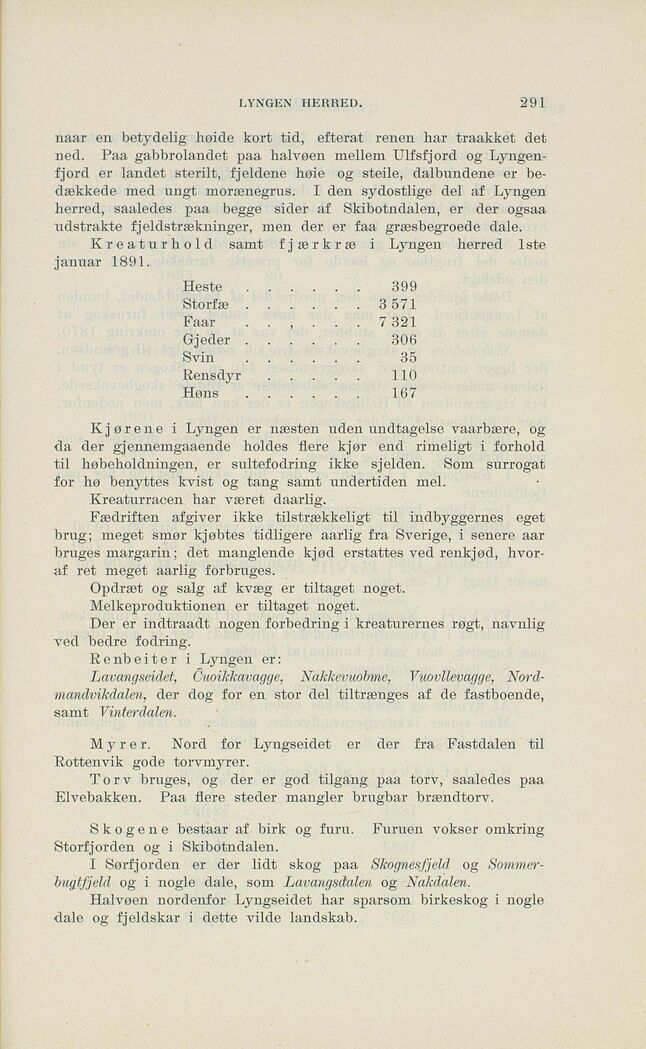 LYNGEN HERRED. 291
naar en betydelig høide kort tid, efterat renen har traakket det
ned. Paa gabbrolandet paa halvøen mellem Ulfsfjord og Lyngen-
fjord er landet sterilt, fjeldene høie og steile, dalbundene er be-
dækkede med ungt morænegrus. I den sydostlige del af Lyngen
herred, saaledes paa begge sider af Skibotndalen, er der ogsaa
udstrakte fjeldstrækninger, men der er faa græsbegroede dale.
Kreaturhold samt fjærkræ i Lyngen herred 1ste
januar 1891.
Heste . . . . . . 399
Storfæ . . . . . . 3 571
Faar . . , . . . 7 321
Gjeder . . . . . . 306
Svin . . . . . . 35
Rensdyr . . . . . 110
Høns . . . . . . 167
Kjørene i Lyngen er næsten uden undtagelse vaarbære, og
da der gjennemgaaende holdes flere kjør end rimeligt i forhold
til høbeholdningen, er sultefodring ikke sjelden. Som surrogat
for hø benyttes kvist og tang samt undertiden mel.
Kreaturracen har været daarlig.
Fædriften afgiver ikke tilstrækkeligt til indbyggernes eget
brug; meget smør kjøbtes tidligere aarlig fra Sverige, i senere aar
bruges margarin; det manglende kjød erstattes ved renkjød, hvor-
af ret meget aarlig forbruges.
Opdræt og salg af kvæg er tiltaget noget.
Melkeproduktionen er tiltaget noget.
Der er indtraadt nogen forbedring i kreaturernes røgt, navnlig
ved bedre fodring.
Renbeiter i Lyngen er:
Lavangseidet, Čuoikkavagge, Nakkevuobme, Vuovllevagge, Nord-
mandvikdalen, der dog for en stor del tiltrænges af de fastboende,
samt Vinterdalen.
Myrer. Nord for Lyngseidet er der fra Fastdalen til
Rottenvik gode torvmyrer.
Torv bruges, og der er god tilgang paa torv, saaledes paa
Elvebakken. Paa flere steder mangler brugbar brændtorv.
Skogene bestaar af birk og furu. Furuen vokser omkring
Storfjorden og i Skibotndalen.
I Sørfjorden er der lidt skog paa Skognesfjeld og Sommer-
bugtfjeld og i nogle dale, som Lavangsdalen og Nakdalen.
Halvøen nordenfor Lyngseidet har sparsom birkeskog i nogle
dale og fjeldskar i dette vilde landskab.